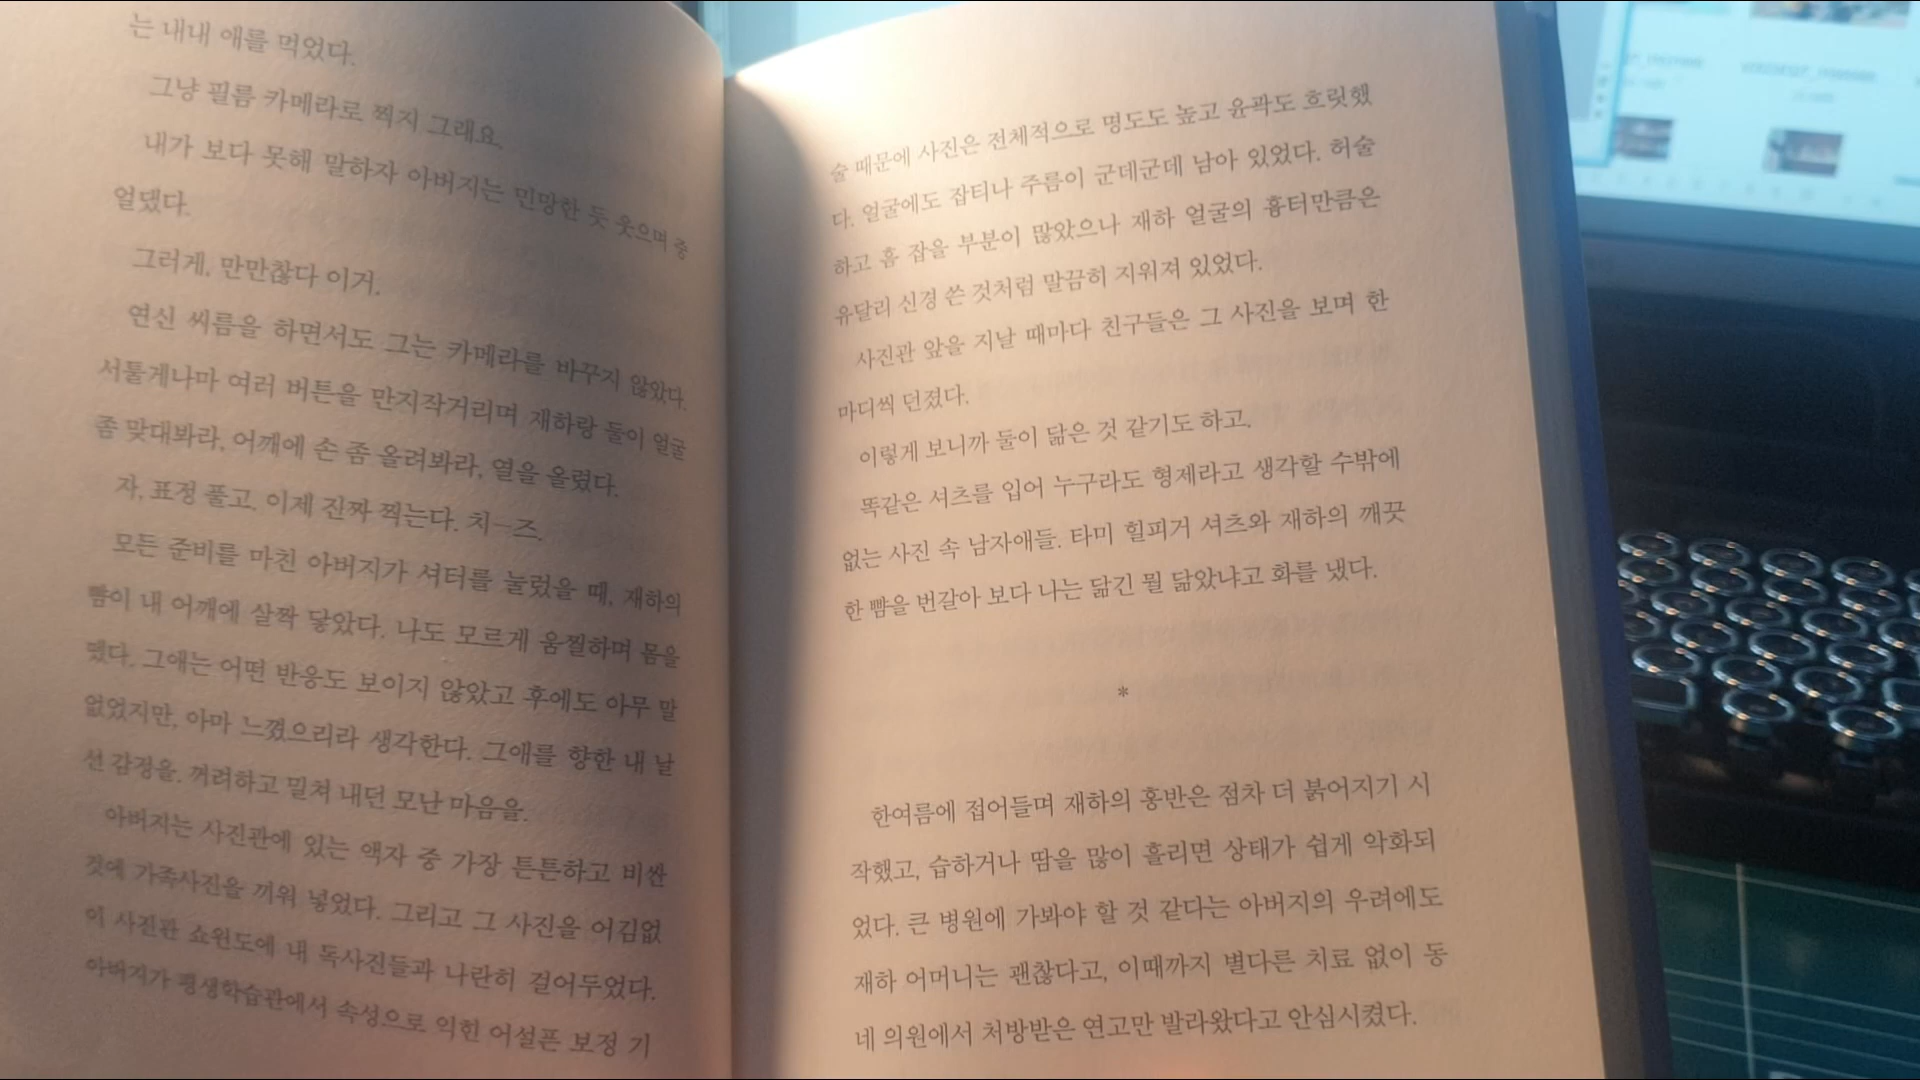 는 내내 애를 먹었다.
그냥 필름 카메라로 찍지 그래요.
내가 보다 못해 말하자 아버지는 민망한 듯 웃으며 중
얼댔다.
그러게, 만만찮다 이거.
연신 씨름을 하면서도 그는 카메라를 바꾸지 않았다.
서툴게나마 여러 버튼을 만지작거리며 재하랑 둘이 얼굴
좀 맞대봐라, 어깨에 손 좀 올려봐라, 열을 올렸다.
자, 표정 풀고. 이제 진짜 찍는다. 치―즈.
모든 준비를 마친 아버지가 셔터를 눌렀을 때, 재하의
뺨이 내 어깨에 살짝 닿았다. 나도 모르게 움찔하며 몸을
뗐다. 그애는 어떤 반응도 보이지 않았고 후에도 아무 말
없었지만, 아마 느꼈으리라 생각한다. 그애를 향한 내 날
선 감정을. 꺼려하고 밀쳐 내던 모난 마음을.
아버지는 사진관에 있는 액자 중 가장 튼튼하고 비싼
것에 가족사진을 끼워 넣었다. 그리고 그 사진을 어김없
이 사진관 쇼윈도에 내 독사진들과 나란히 걸어두었다.
아버지가 평생학습관에서 속성으로 익힌 어설픈 보정 기
술 때문에 사진은 전체적으로 명도도 높고 윤곽도 흐릿했
다. 얼굴에도 잡티나 주름이 군데군데 남아 있었다. 허술
하고 흠 잡을 부분이 많았으나 재하 얼굴의 흉터만큼은
유달리 신경 쓴 것처럼 말끔히 지워져 있었다.
사진관 앞을 지날 때마다 친구들은 그 사진을 보며 한
마디씩 던졌다.
이렇게 보니까 둘이 닮은 것 같기도 하고.
똑같은 셔츠를 입어 누구라도 형제라고 생각할 수밖에
없는 사진 속 남자애들. 타미 힐피거 셔츠와 재하의 깨끗
한 뺨을 번갈아 보다 나는 닮긴 뭘 닮았냐고 화를 냈다.
*
한여름에 접어들며 재하의 홍반은 점차 더 붉어지기 시
작했고, 습하거나 땀을 많이 흘리면 상태가 쉽게 악화되
었다. 큰 병원에 가봐야 할 것 같다는 아버지의 우려에도
재하 어머니는 괜찮다고, 이때까지 별다른 치료 없이 동
네 의원에서 처방받은 연고만 발라왔다고 안심시켰다.